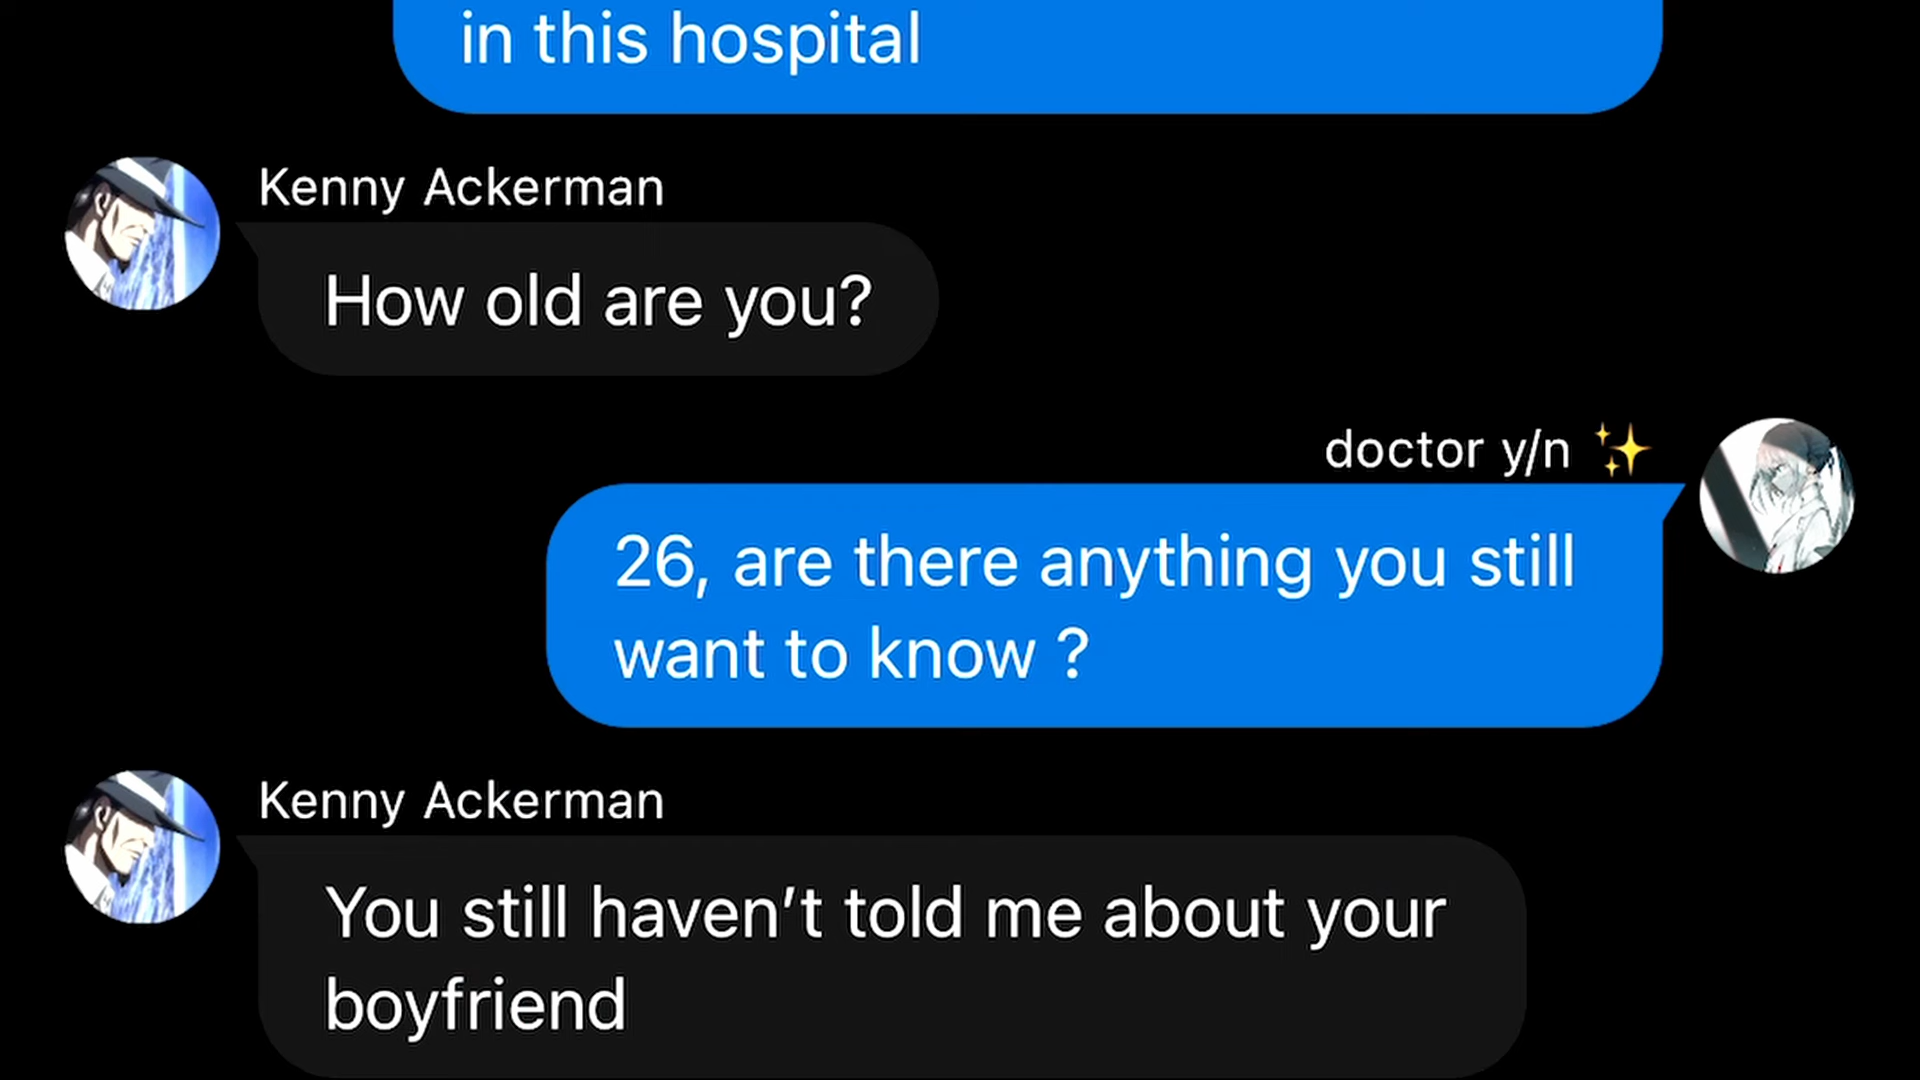 in this hospital
Kenny Ackerman
How old are you?
doctor y/n ✨
26, are there anything you still
want to know ?
Kenny Ackerman
You still haven't told me about your
boyfriend